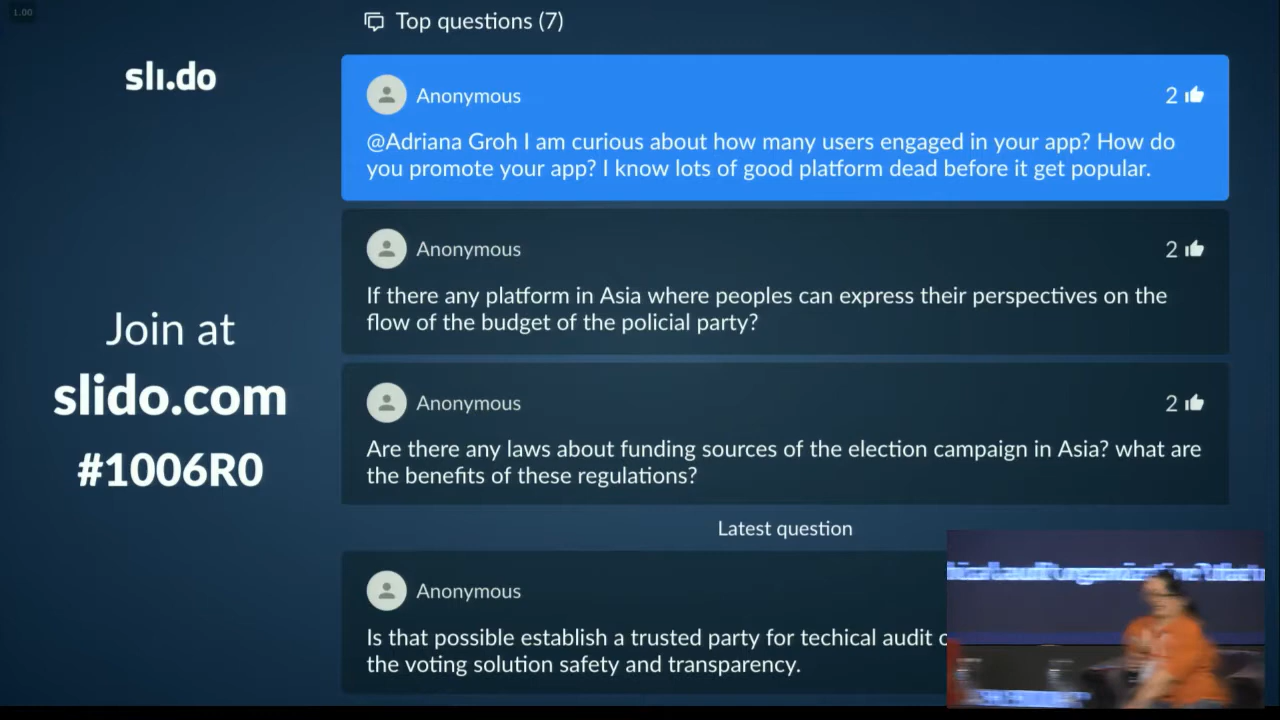 1.00
Top questions (7)
sli.do
Anonymous
2
@Adriana Groh I am curious about how many users engaged in your app? How do
you promote your app? I know lots of good platform dead before it get popular.
Anonymous
2
If there any platform in Asia where peoples can express their perspectives on the
flow of the budget of the policial party?
Join at
slido.com
#1006R0
Anonymous
2
Are there any laws about funding sources of the election campaign in Asia? what are
the benefits of these regulations?
Latest question
Anonymous
Is that possible establish a trusted party for techical audit
the voting solution safety and transparency.